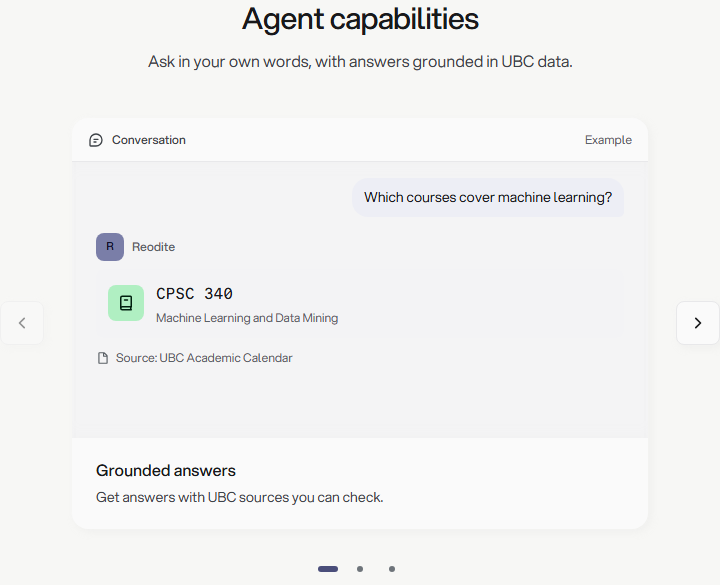 Agent capabilities
Ask in your own words, with answers grounded in UBC data.
Conversation
Example
Which courses cover machine learning?
R
Reodite
CPSC 340
Machine Learning and Data Mining
Source: UBC Academic Calendar
Grounded answers
Get answers with UBC sources you can check.